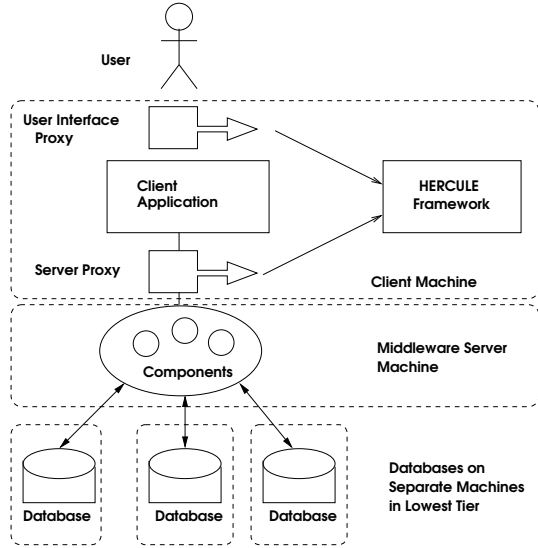 User
User Interface
Proxy
Client
Application
HERCULE
Framework
Server Proxy
Client Machine
Components
Middleware Server
Machine
Database
Database
Database
Databases on
Separate Machines
in Lowest Tier